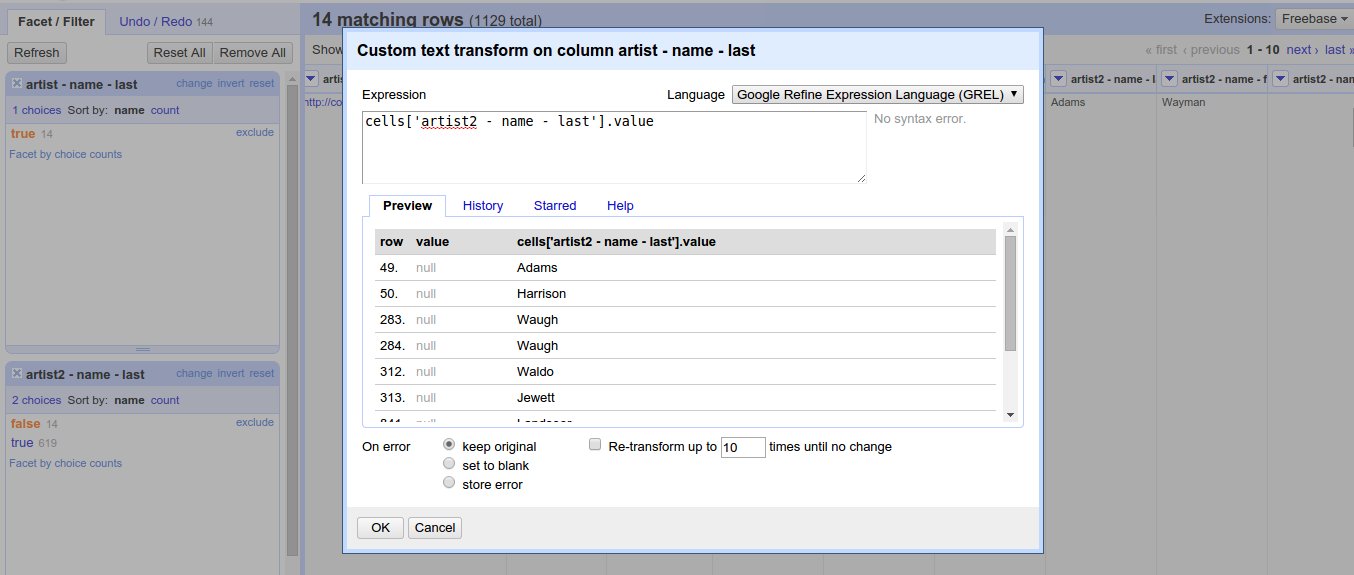 Facet / Filter Undo / Redo 144
Refresh Reset All Remove All
artist - name - last change invert reset
1 choices Sort by: name count
true 14 exclude
Facet by choice counts
artist2 - name - last change invert reset
2 choices Sort by: name count
false 14 exclude
true 619
Facet by choice counts
14 matching rows (1129 total)
Extensions: Freebase
Show
« first ‹ previous 1 - 10 next › last »
artist2 - name - f
http://co
Adams Wayman
Custom text transform on column artist - name - last
Expression Language Google Refine Expression Language (GREL)
cells['artist2 - name - last'].value
No syntax error.
Preview History Starred Help
row value cells['artist2 - name - last'].value
49. null Adams
50. null Harrison
283. null Waugh
284. null Waugh
312. null Waldo
313. null Jewett
On error keep original Re-transform up to 10 times until no change
set to blank
store error
OK Cancel